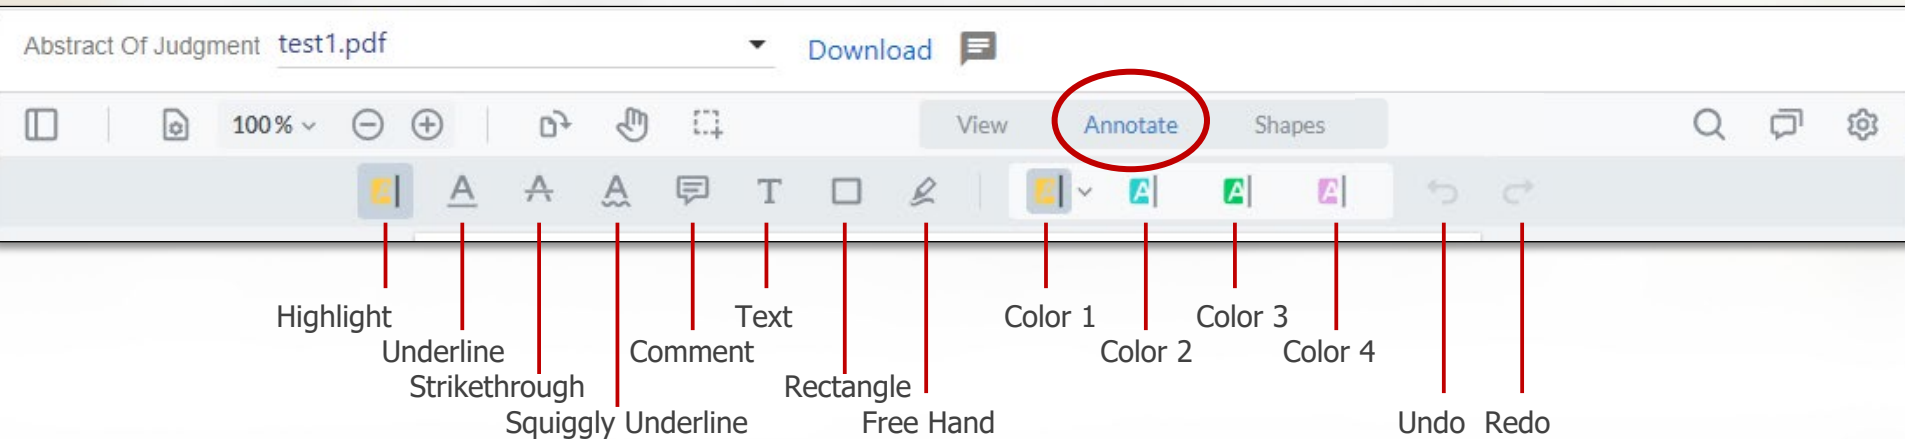 Abstract Of Judgment test1.pdf Download
100% View Annotate Shapes
A A A T A A A
Highlight Text Color 1 Color 3
Underline Comment Color 2 Color 4
Strikethrough Rectangle
Squiggly Underline Free Hand Undo Redo